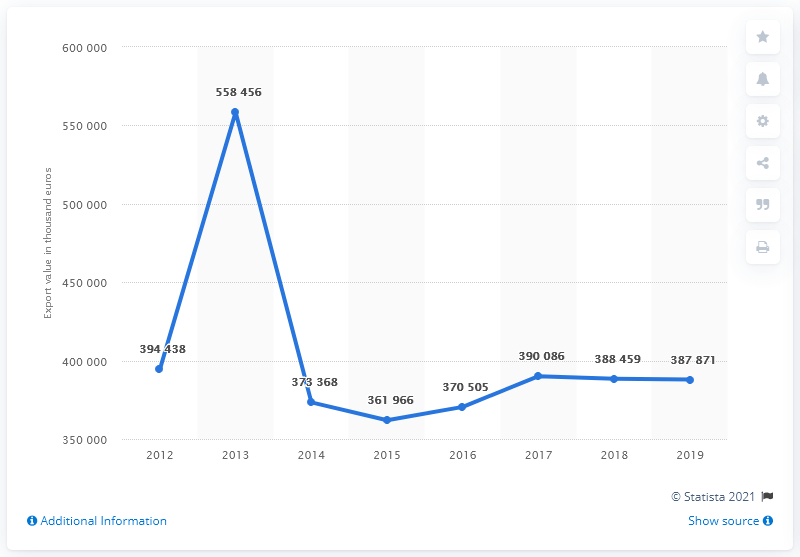 600 000
558 456
550 000
500 000
450 000
400 000
350 000
Export value in thousand euros
394 438
373 368
361 966
370 505
390 086
388 459
387 871
2012 2013 2014 2015 2016 2017 2018 2019
© Statista 2021
Additional Information
Show source